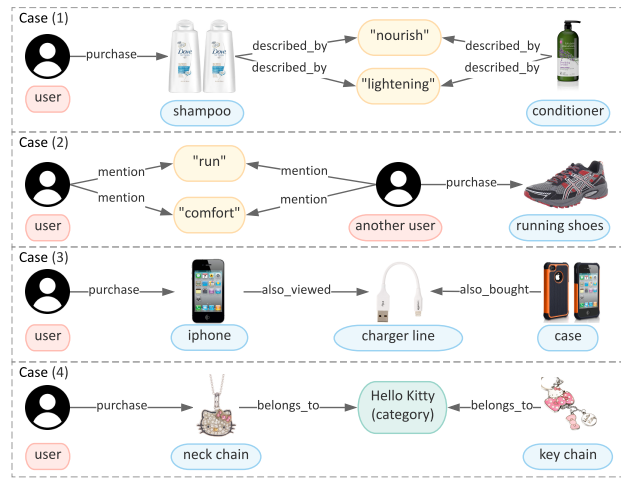 Case (1)
purchase
described_by
described_by
"nourish"
"lightening"
described_by
described_by
Dove
Dove
user
shampoo
conditioner
Case (2)
mention
mention
"run"
"comfort"
mention
mention
purchase
user
another user
running shoes
Case (3)
purchase
also_viewed
also_bought
user
iphone
charger line
case
Case (4)
purchase
belongs_to
Hello Kitty
(category)
belongs_to
user
neck chain
key chain